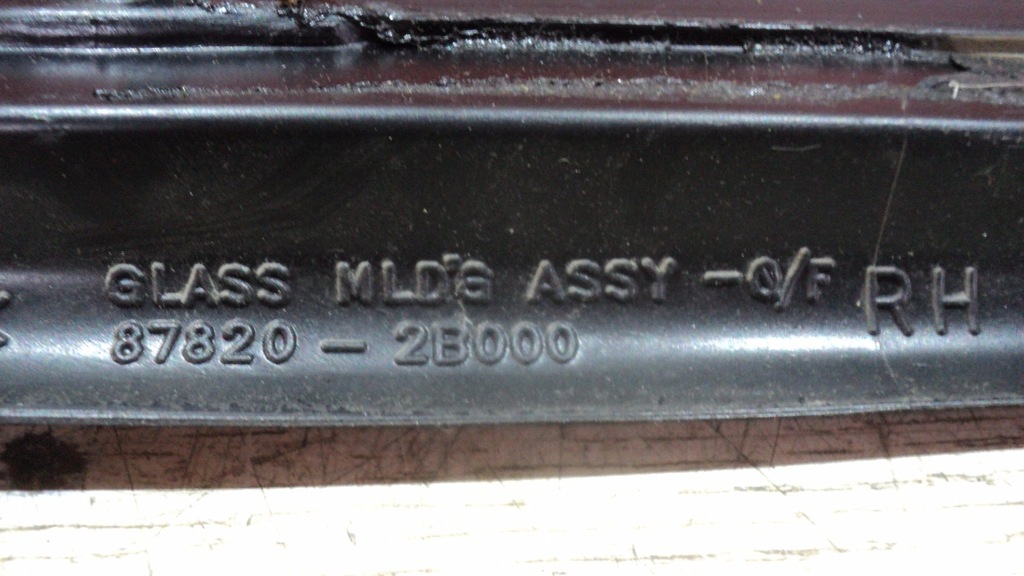 GLASS MLD'G ASSY -Q/F RH
87820 - 2B000